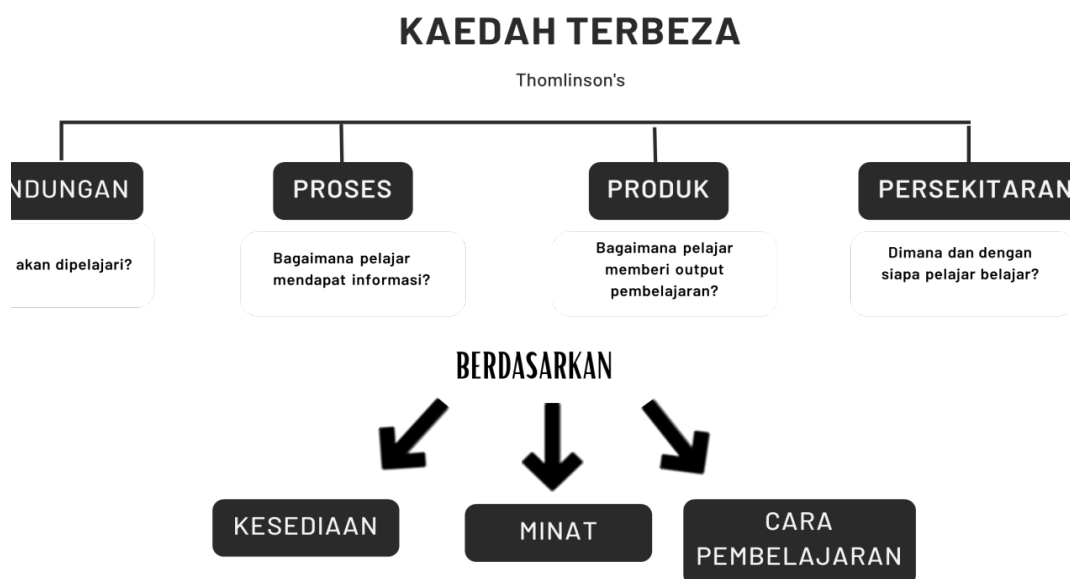 KAEDAH TERBEZA
Thomlinson's
NDUNGAN
PROSES
PRODUK
PERSEKITARAN
akan dipelajari?
Bagaimana pelajar
mendapat informasi?
Bagaimana pelajar
memberi output
pembelajaran?
Dimana dan dengan
siapa pelajar belajar?
BERDASARKAN
KESEDIAAN
MINAT
CARA
PEMBELAJARAN